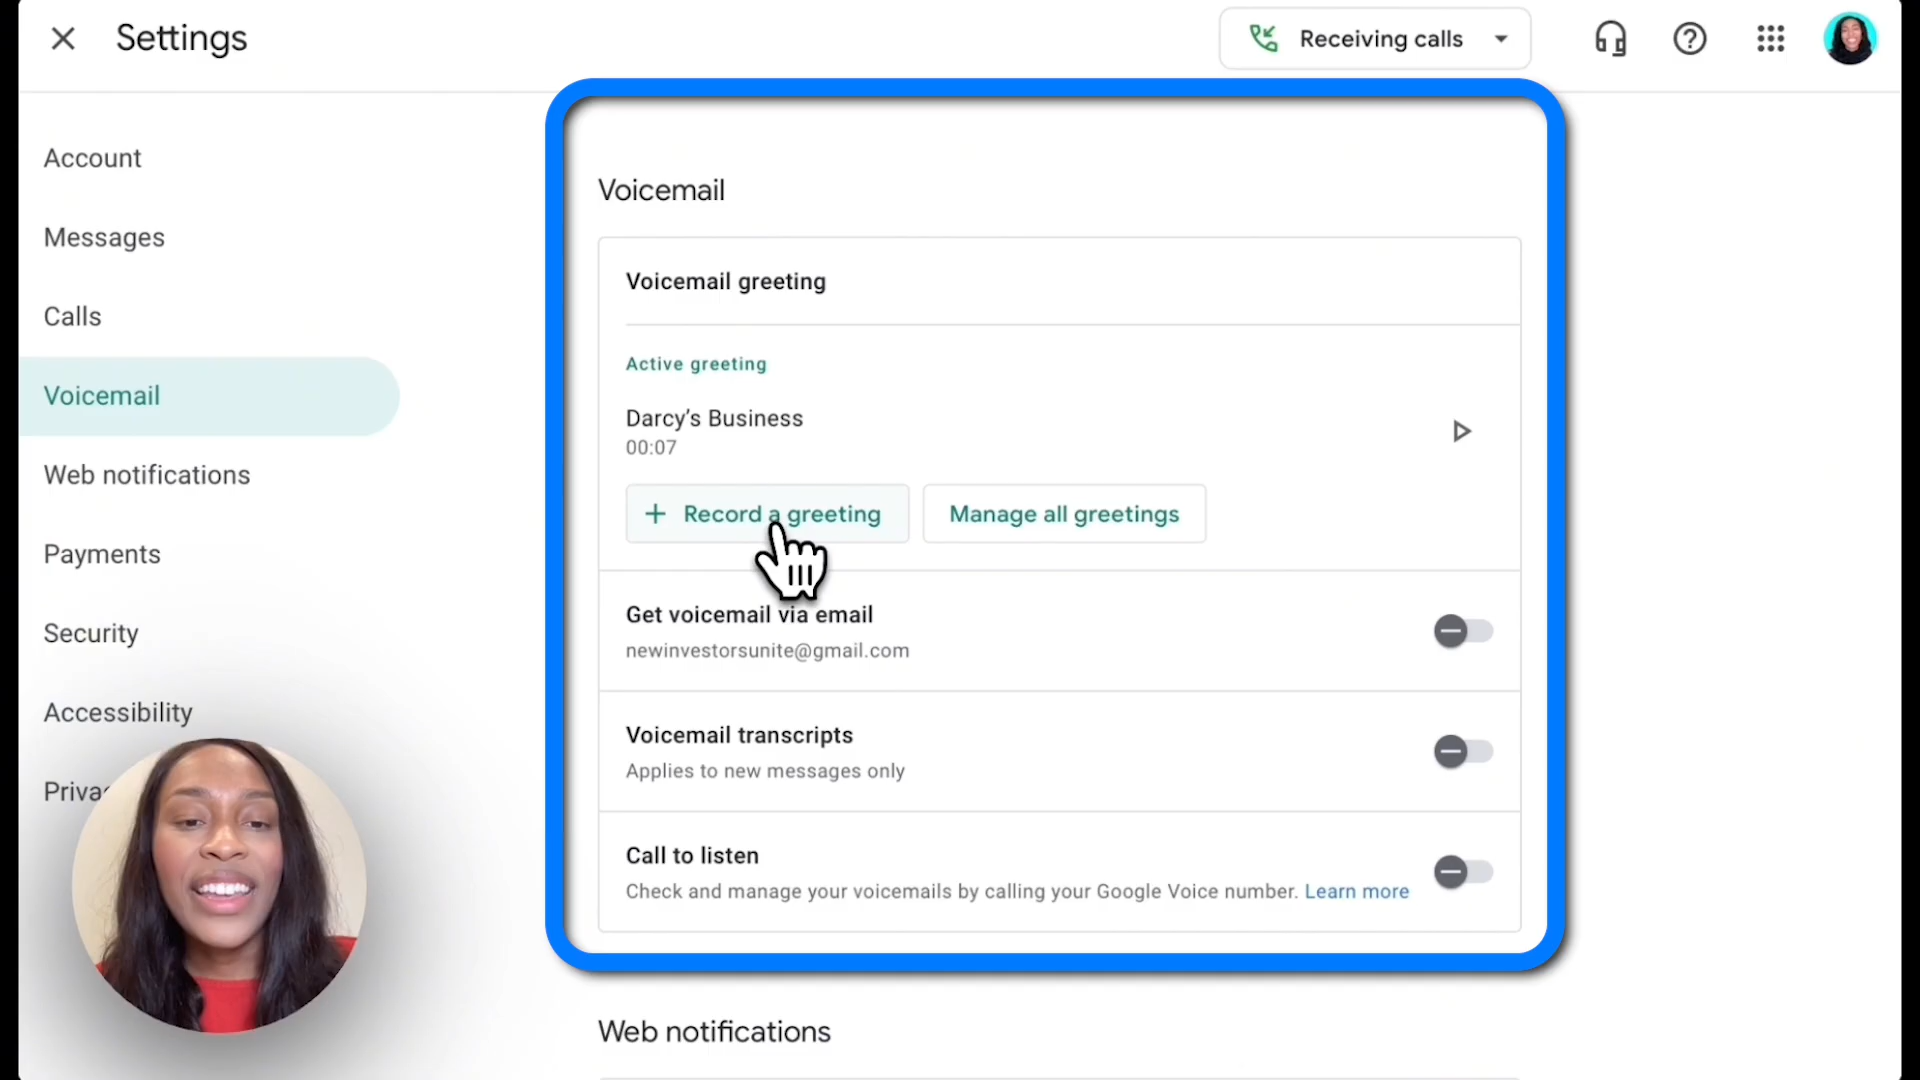 Settings
Receiving calls
Account
Messages
Calls
Voicemail
Web notifications
Payments
Security
Accessibility
Voicemail
Voicemail greeting
Active greeting
Darcy's Business
00:07
+ Record a greeting
Manage all greetings
Get voicemail via email
newinvestorsunite@gmail.com
Voicemail transcripts
Applies to new messages only
Call to listen
Check and manage your voicemails by calling your Google Voice number. Learn more
Web notifications